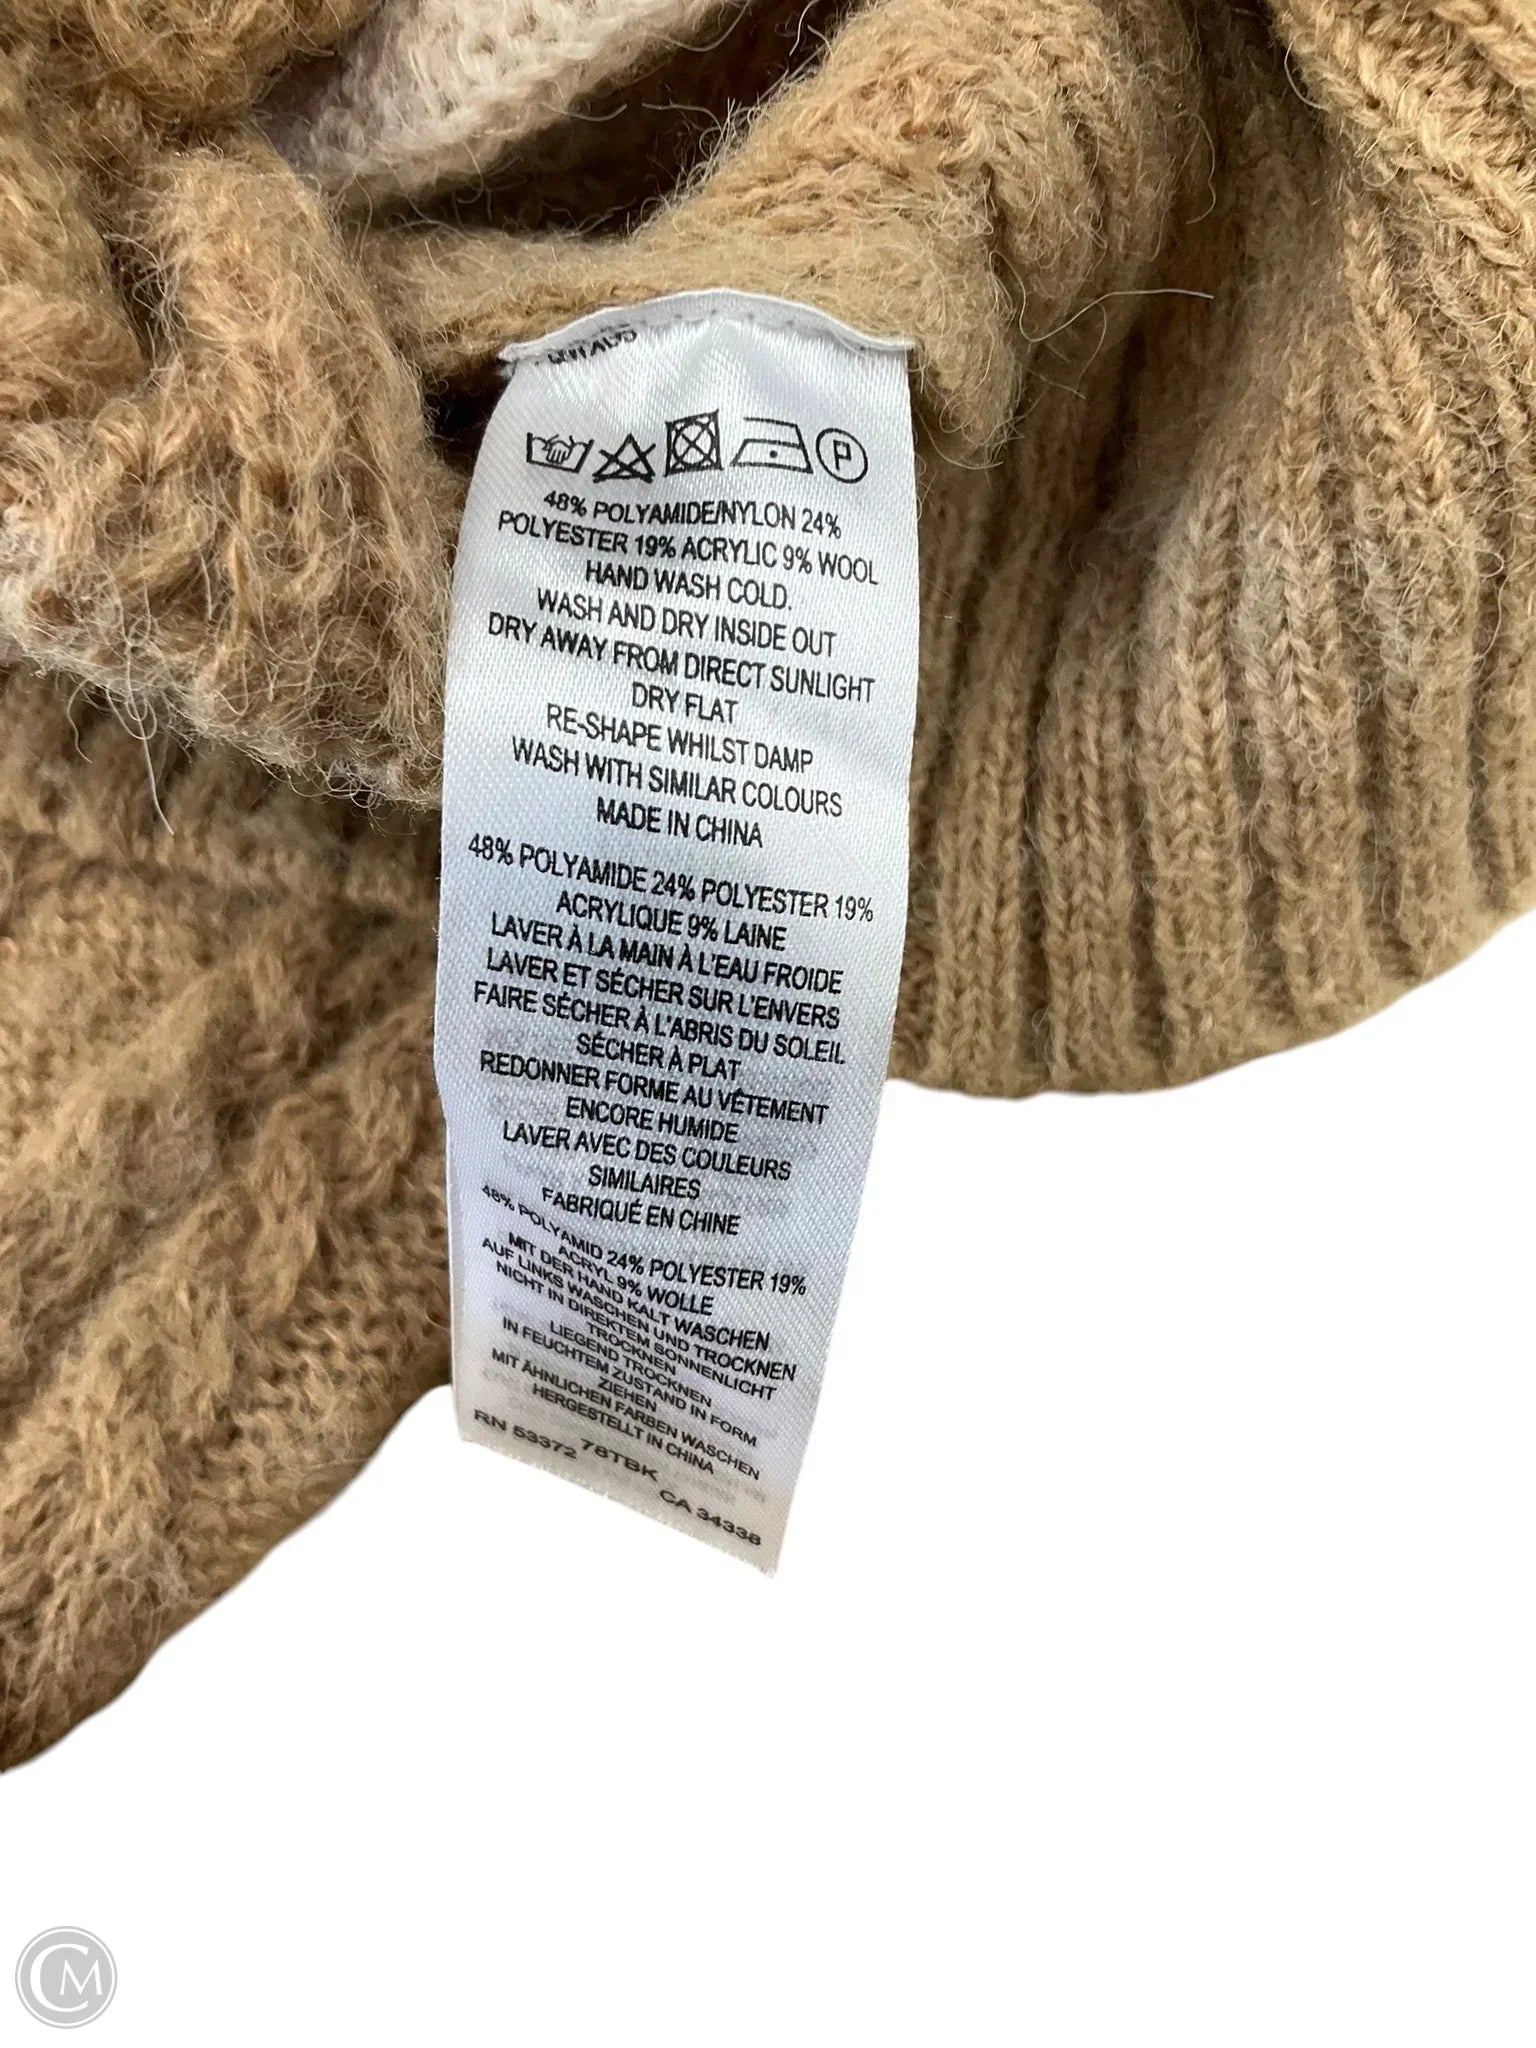 P
48% POLYAMIDE/NYLON 24%
POLYESTER 19% ACRYLIC 9% WOOL
HAND WASH COLD.
WASH AND DRY INSIDE OUT
DRY AWAY FROM DIRECT SUNLIGHT
DRY FLAT
RE-SHAPE WHILST DAMP
WASH WITH SIMILAR COLOURS
MADE IN CHINA
48% POLYAMIDE 24% POLYESTER 19%
ACRYLIQUE 9% LAINE
LAVER À LA MAIN À L'EAU FROIDE
LAVER ET SÉCHER SUR L'ENVERS
FAIRE SÉCHER À L'ABRIS DU SOLEIL
SÉCHER À PLAT
REDONNER FORME AU VÊTEMENT
ENCORE HUMIDE
LAVER AVEC DES COULEURS
SIMILAIRES
FABRIQUÉ EN CHINE
48% POLYAMID 24% POLYESTER 19%
ACRYL 9% WOLLE
MIT DER HAND KALT WASCHEN
AUF LINKS WASCHEN UND TROCKNEN
NICHT IN DIREKTEM SONNENLICHT
TROCKNEN
LIEGEND TROCKNEN
IN FEUCHTEM ZUSTAND IN FORM
ZIEHEN
MIT ÄHNLICHEN FARBEN WASCHEN
HERGESTELLT IN CHINA
RN 53372 78TBK CA 34338
CM